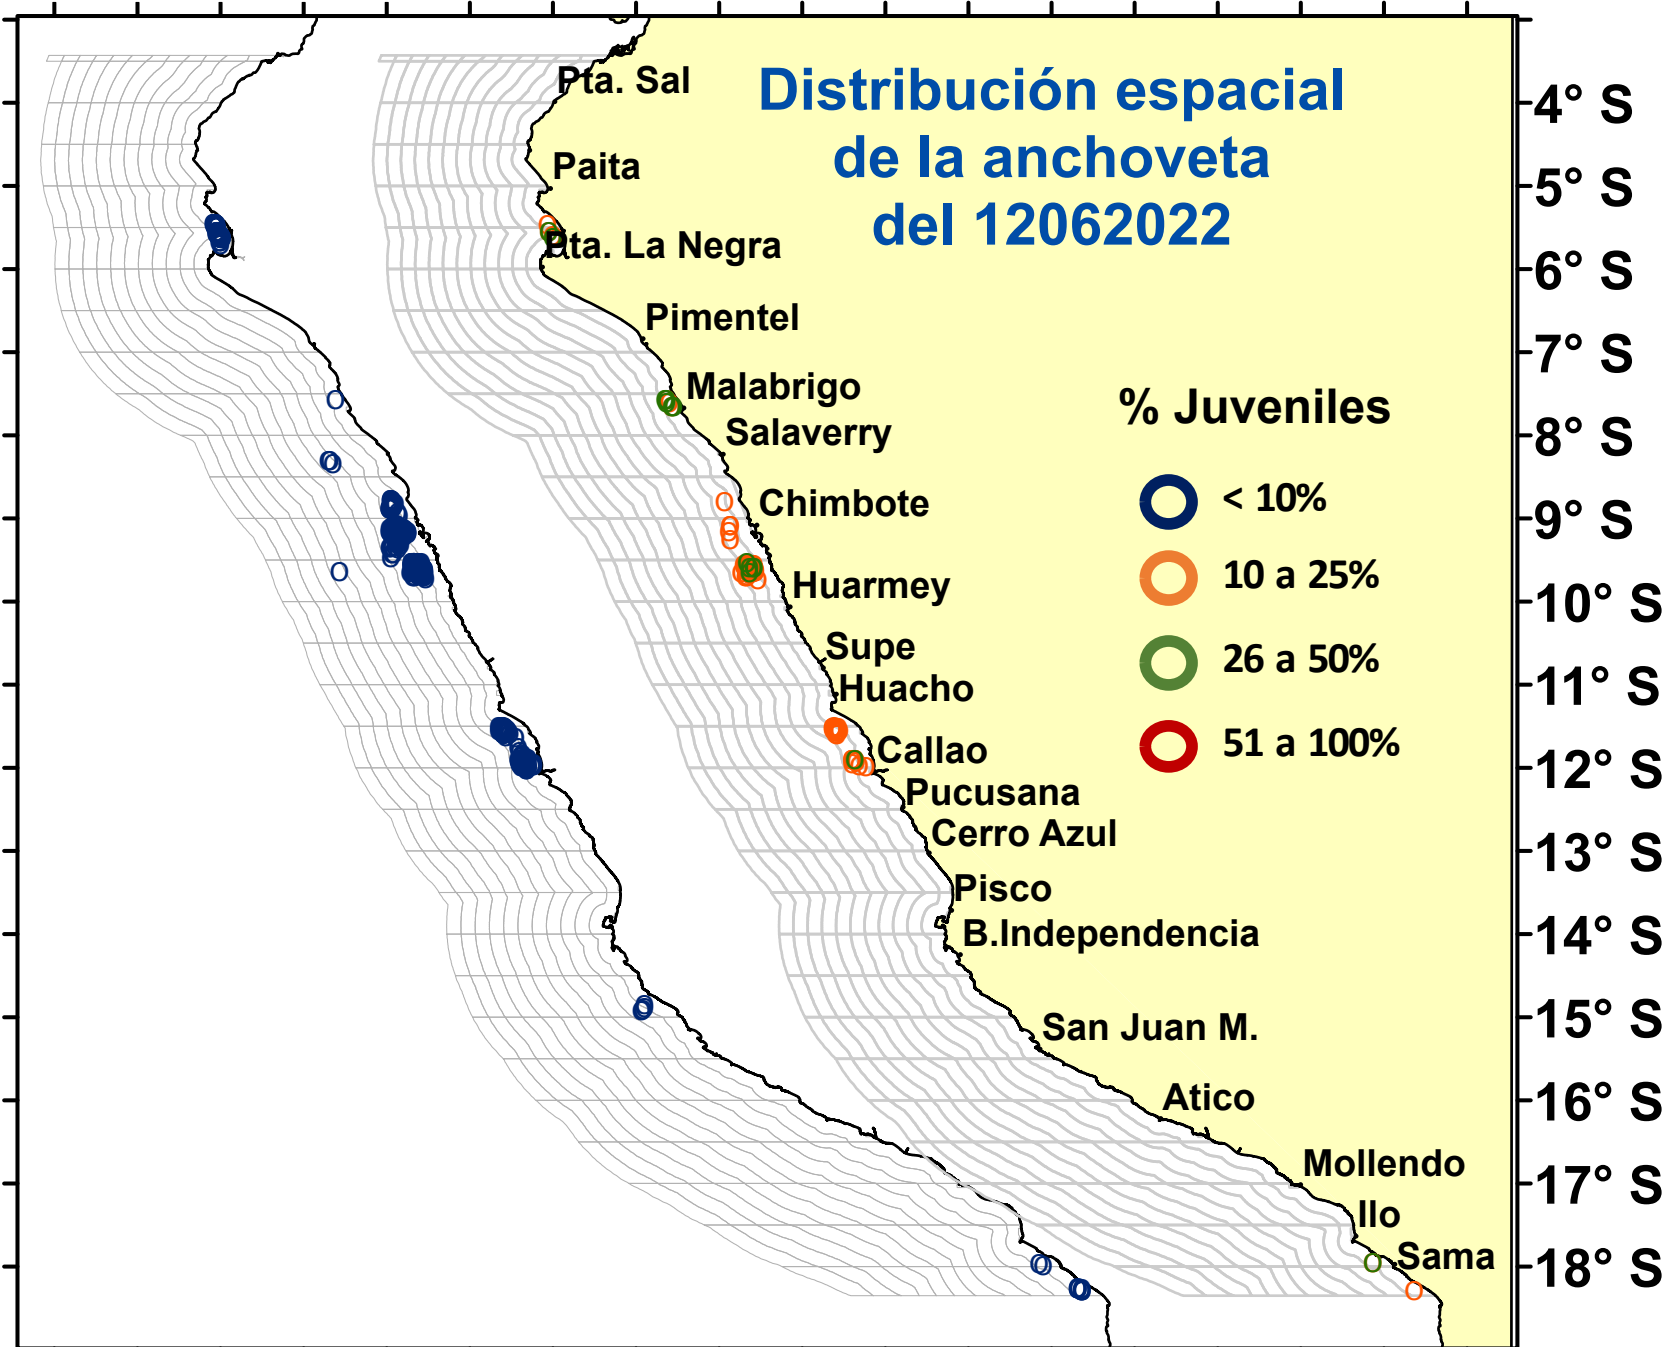 Distribución espacial
de la anchoveta
del 12062022
Pta. Sal
Paita
Pta. La Negra
Pimentel
Malabrigo
Salaverry
Chimbote
Huarmey
Supe
Huacho
Callao
Pucusana
Cerro Azul
Pisco
B.Independencia
San Juan M.
Atico
Mollendo
Ilo
Sama
% Juveniles
< 10%
10 a 25%
26 a 50%
51 a 100%
4° S
5° S
6° S
7° S
8° S
9° S
10° S
11° S
12° S
13° S
14° S
15° S
16° S
17° S
18° S